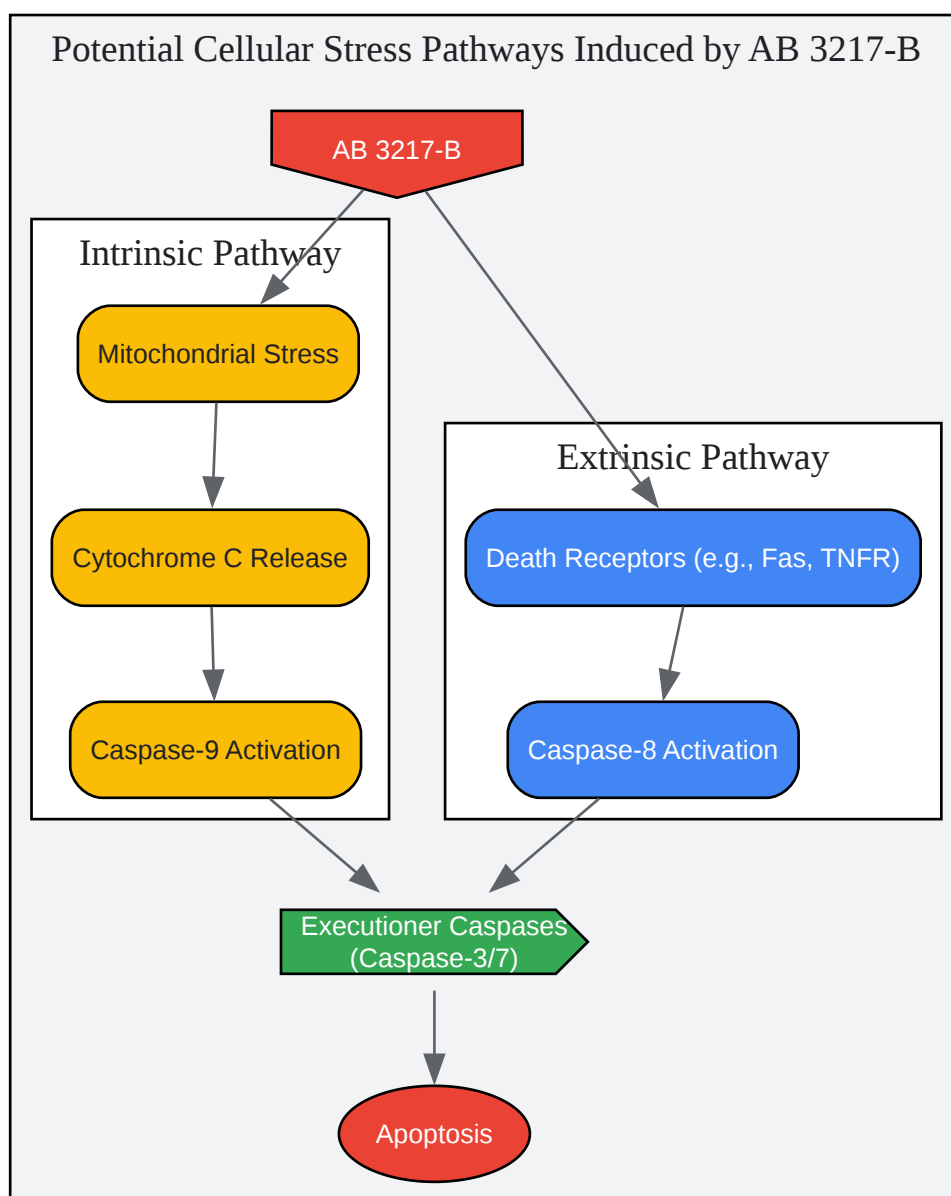 Potential Cellular Stress Pathways Induced by AB 3217-B
AB 3217-B
Intrinsic Pathway
Mitochondrial Stress
Cytochrome C Release
Caspase-9 Activation
Extrinsic Pathway
Death Receptors (e.g., Fas, TNFR)
Caspase-8 Activation
Executioner Caspases
(Caspase-3/7)
Apoptosis